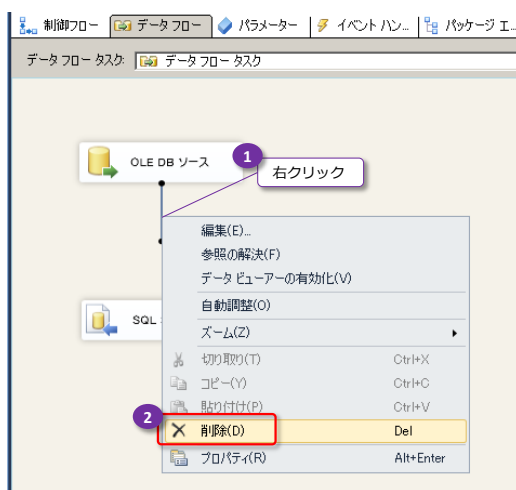 制御フロー データ フロー パラメーター イベント ハン... パッケージ エ...
データ フロー タスク: データ フロー タスク
OLE DB ソース
1
右クリック
編集(E)...
参照の解決(F)
データ ビューアーの有効化(V)
自動調整(O)
SQL
ズーム(Z)
切り取り(T) Ctrl+X
コピー(Y) Ctrl+C
貼り付け(P) Ctrl+V
2
削除(D) Del
プロパティ(R) Alt+Enter